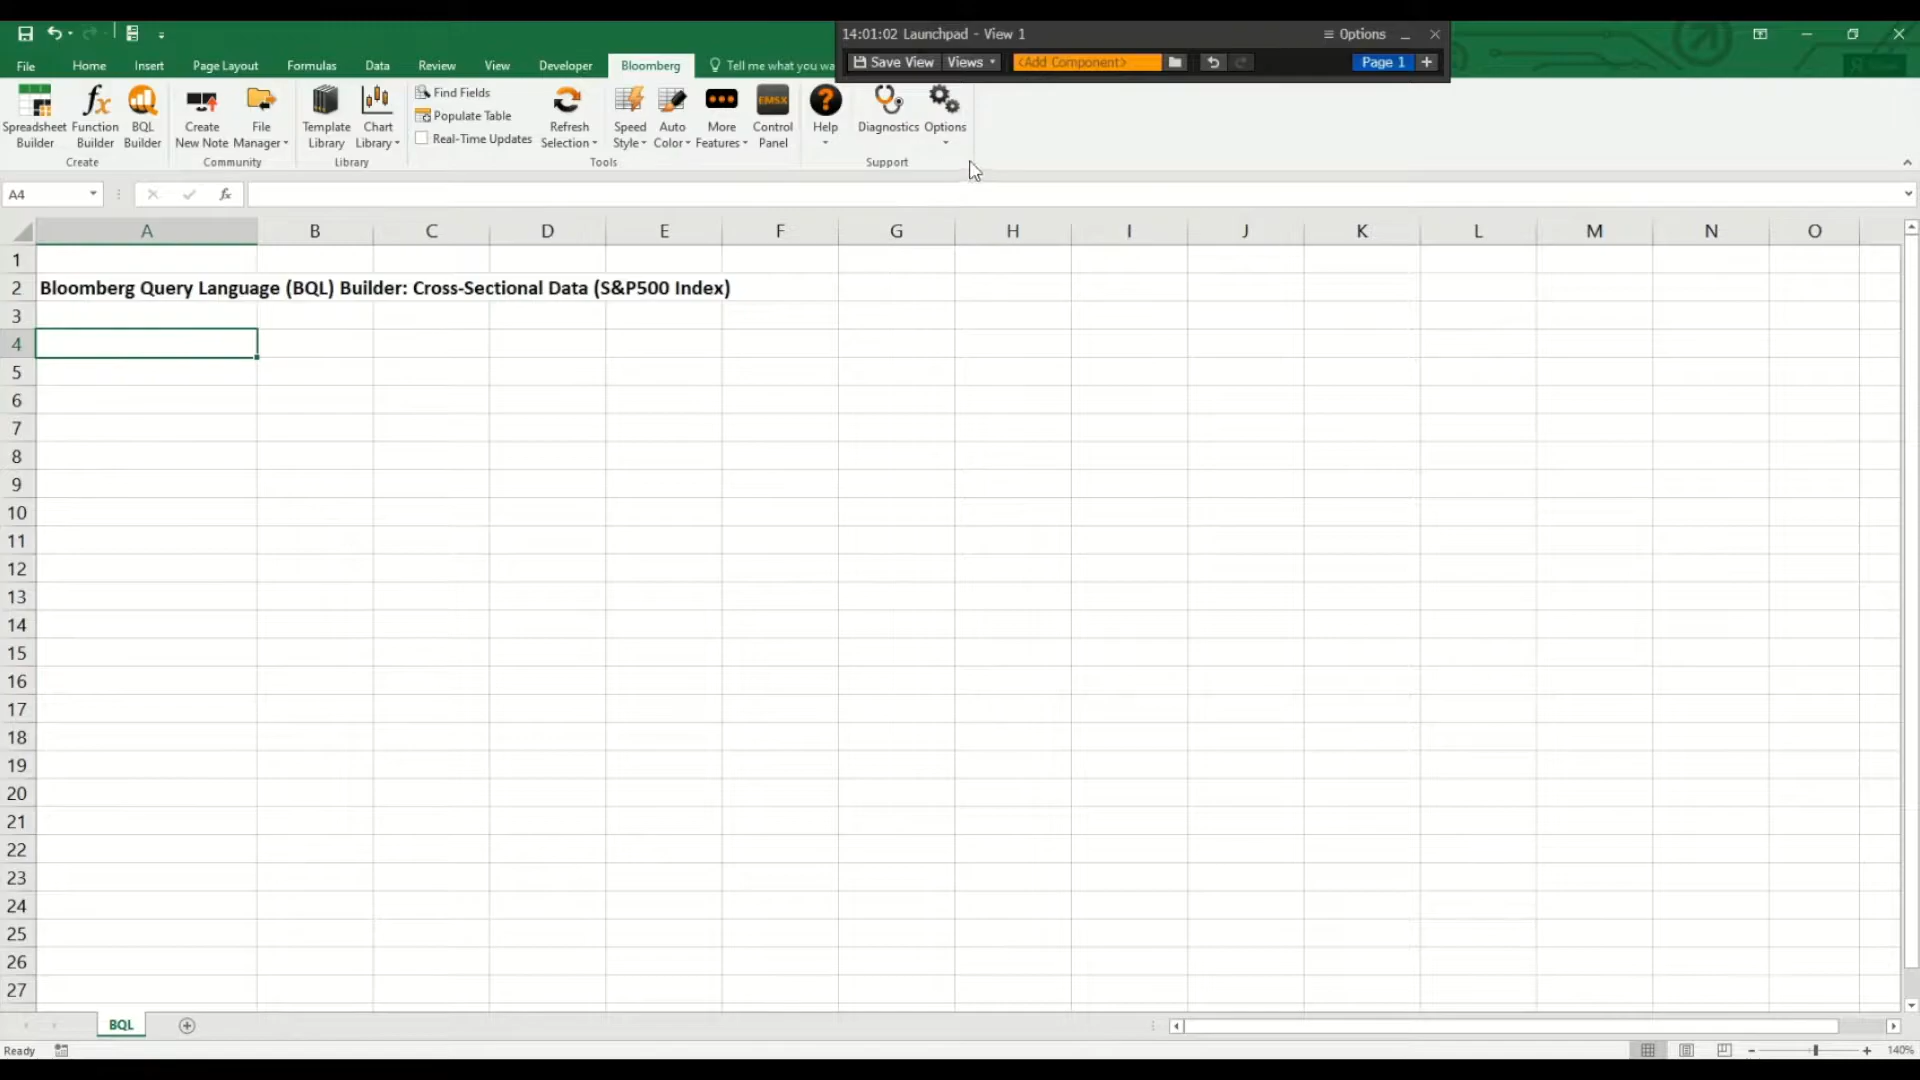 14:01:02 Launchpad - View 1
Options
Save View
Views
<Add Component>
Page 1
File
Home
Insert
Page Layout
Formulas
Data
Review
View
Developer
Bloomberg
Tell me what you wa
Spreadsheet Builder
Function Builder
BQL Builder
Create New Note
File Manager
Template Library
Chart Library
Find Fields
Populate Table
Real-Time Updates
Refresh Selection
Speed Style
Auto Color
More Features
EMSX
Control Panel
Help
Diagnostics
Options
Create
Community
Library
Tools
Support
A4
fx
A B C D E F G H I J K L M N O
1
2 Bloomberg Query Language (BQL) Builder: Cross-Sectional Data (S&P500 Index)
3
4
5
6
7
8
9
10
11
12
13
14
15
16
17
18
19
20
21
22
23
24
25
26
27
BQL
Ready
140%